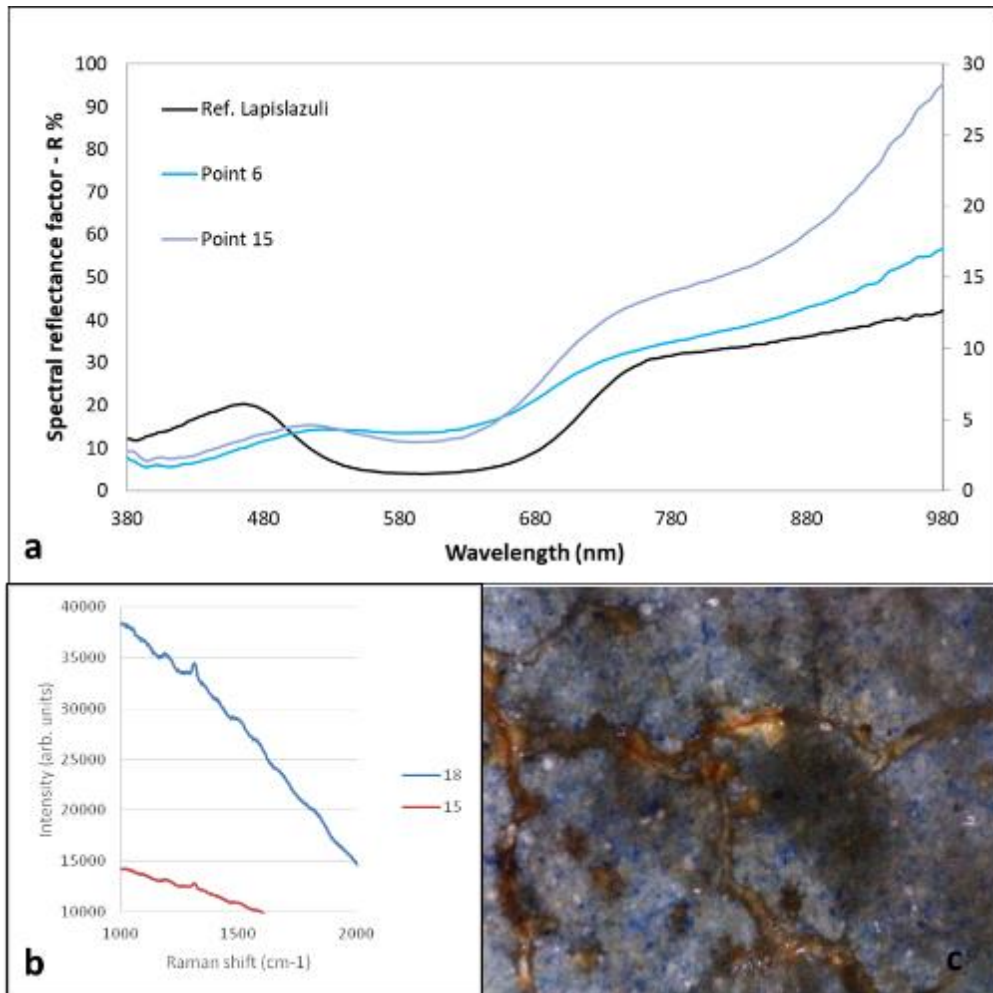 100
90
80
70
60
50
40
30
20
10
0
Spectral reflectance factor - R %
Ref. Lapislazuli
Point 6
Point 15
30
25
20
15
10
5
0
380 480 580 680 780 880 980
Wavelength (nm)
a
40000
35000
30000
25000
20000
15000
10000
Intensity (arb. units)
18
15
1000 1500 2000
Raman shift (cm-1)
b
c